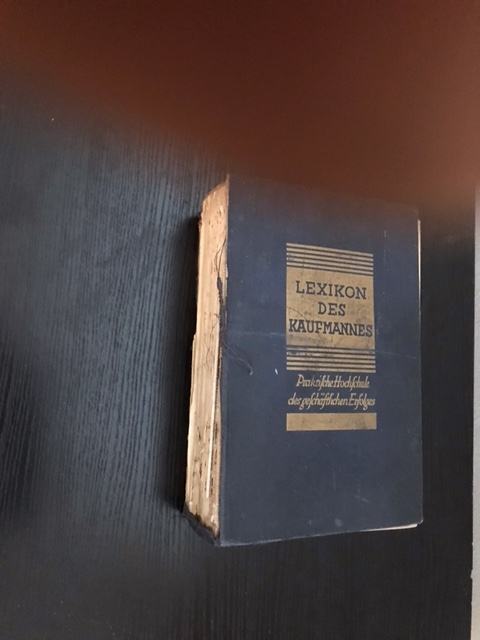 LEXIKON
DES
KAUFMANNES
Praktische Hochschule
des geschäftlichen Erfolges